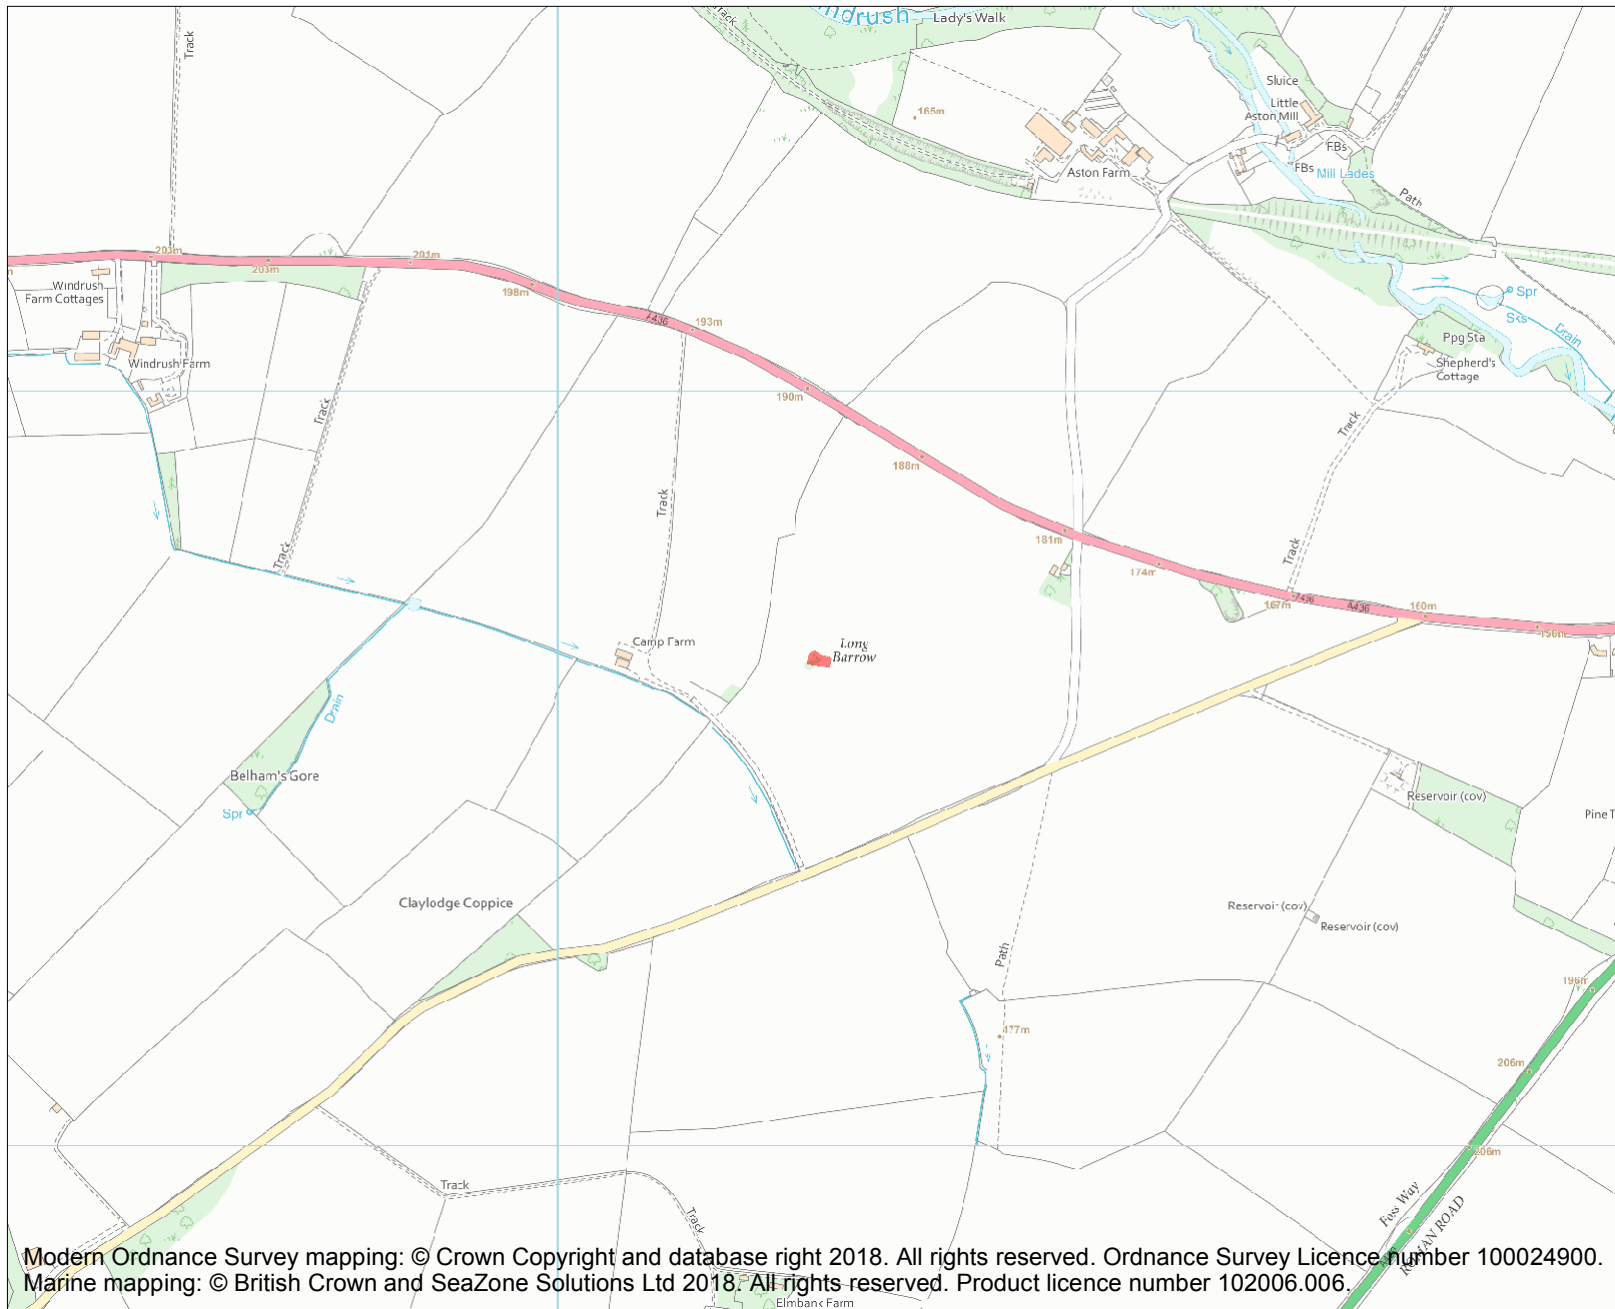 Track
Track
ndrush
Lady's Walk
165m
Sluice
Little
Aston Mill
FBs
FBs
Mill Lades
Aston Farm
Path
203m
203m
201m
198m
A436
193m
Windrush
Farm Cottages
Windrush Farm
190m
Spr
Sks
Drain
Ppg Sta
Shepherd's
Cottage
Track
Track
Track
188m
Track
181m
174m
Track
167m
A436
160m
156m
Camp Farm
Long
Barrow
Drain
Belham's Gore
Spr
Reservoir (cov)
Pine T
Claylodge Coppice
Reservoir (cov)
Reservoir (cov)
Path
196m
177m
206m
206m
Track
Track
Foss Way
ROMAN ROAD
Modern Ordnance Survey mapping: © Crown Copyright and database right 2018. All rights reserved. Ordnance Survey Licence number 100024900.
Marine mapping: © British Crown and SeaZone Solutions Ltd 2018. All rights reserved. Product licence number 102006.006.
Elmbank Farm